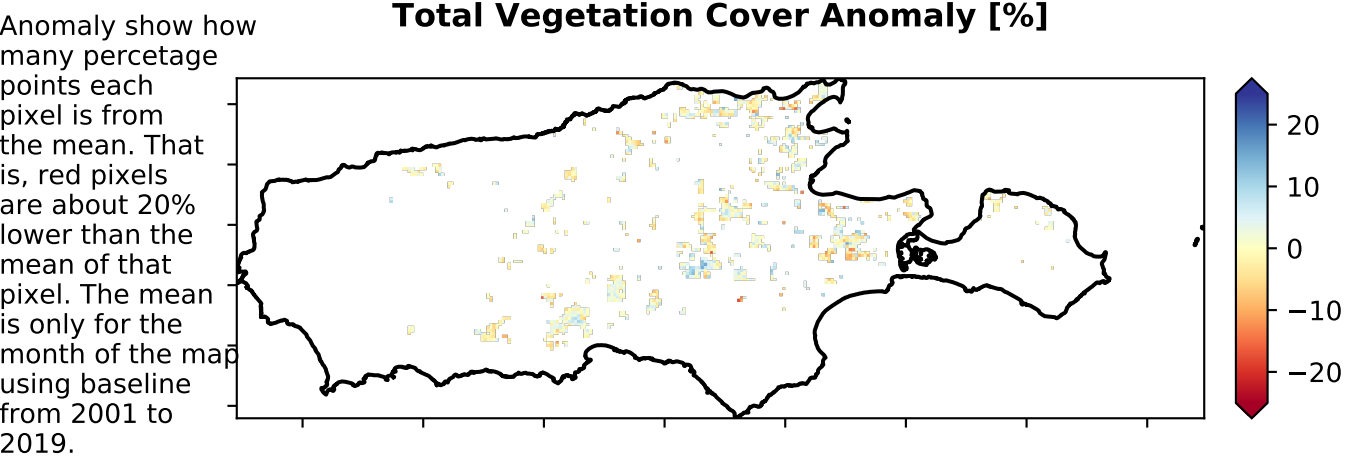 Total Vegetation Cover Anomaly [%]
Anomaly show how
many percetage
points each
pixel is from
the mean. That
is, red pixels
are about 20%
lower than the
mean of that
pixel. The mean
is only for the
month of the map
using baseline
from 2001 to
2019.
20
10
0
−10
−20